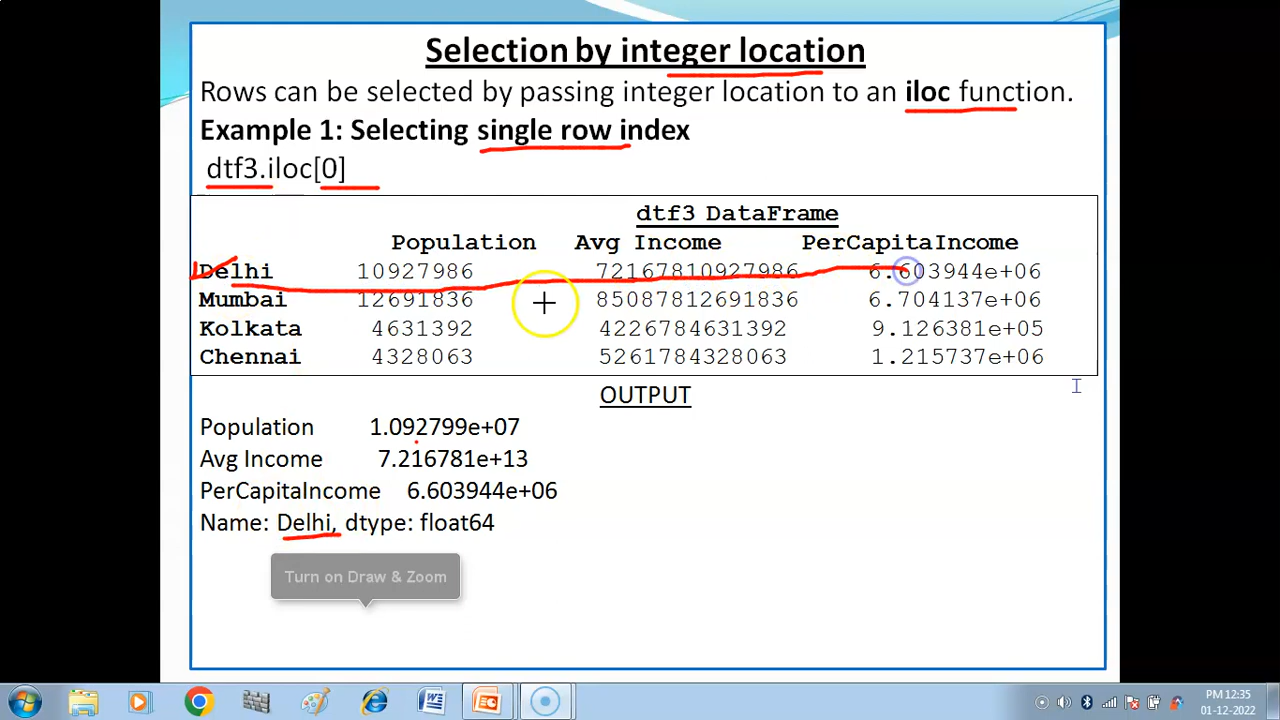 Selection by integer location
Rows can be selected by passing integer location to an iloc function.
Example 1: Selecting single row index
dtf3.iloc[0]
dtf3 DataFrame
Population Avg Income PerCapitaIncome
Delhi 10927986 72167810927986 6.603944e+06
Mumbai 12691836 85087812691836 6.704137e+06
Kolkata 4631392 4226784631392 9.126381e+05
Chennai 4328063 5261784328063 1.215737e+06
OUTPUT
Population 1.092799e+07
Avg Income 7.216781e+13
PerCapitaIncome 6.603944e+06
Name: Delhi, dtype: float64
Turn on Draw & Zoom
PM 12:35
01-12-2022